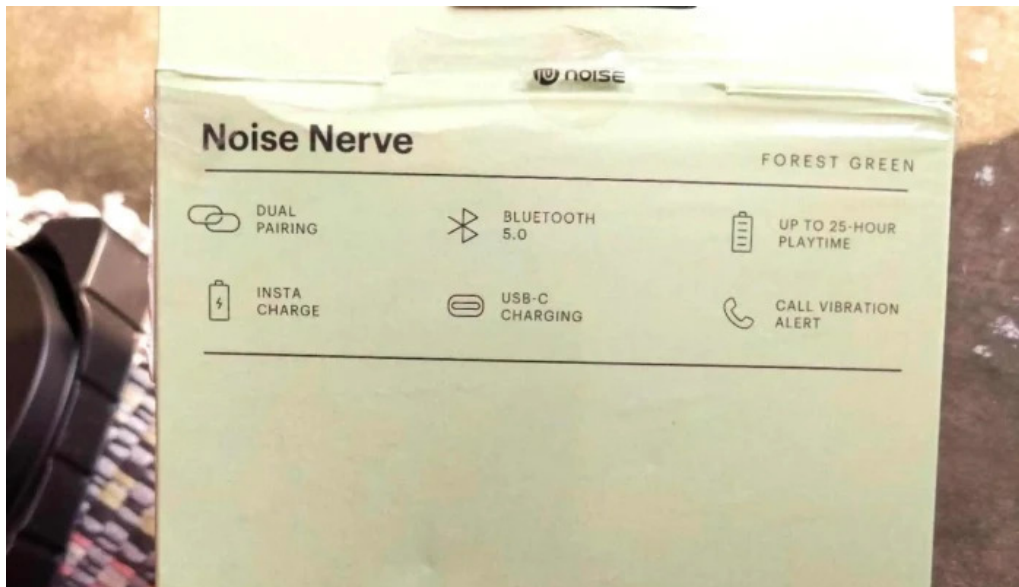 noise
Noise Nerve
FOREST GREEN
DUAL
PAIRING
BLUETOOTH
5.0
UP TO 25-HOUR
PLAYTIME
INSTA
CHARGE
USB-C
CHARGING
CALL VIBRATION
ALERT